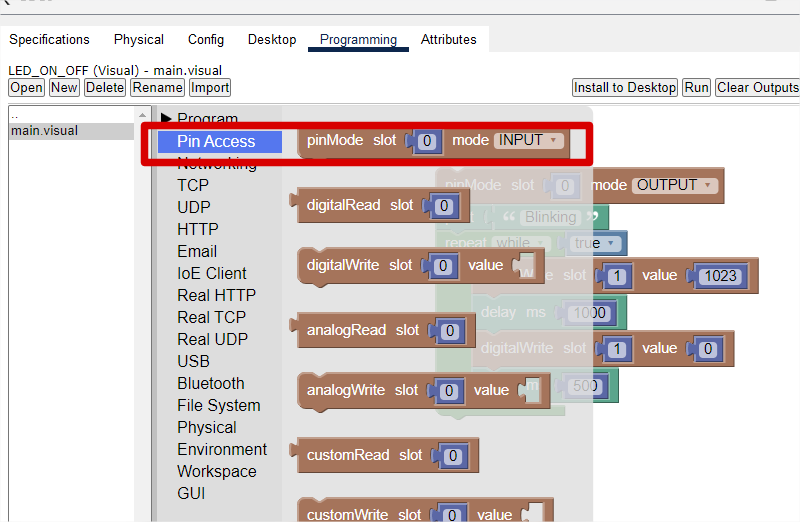 Specifications Physical Config Desktop Programming Attributes
LED_ON_OFF (Visual) - main.visual
Open New Delete Rename Import Install to Desktop Run Clear Outputs
..
main.visual
Program
Pin Access
Networking
TCP
UDP
HTTP
Email
IoE Client
Real HTTP
Real TCP
Real UDP
USB
Bluetooth
File System
Physical
Environment
Workspace
GUI
pinMode slot 0 mode INPUT
digitalRead slot 0
digitalWrite slot 0 value
analogRead slot 0
analogWrite slot 0 value
customRead slot 0
customWrite slot 0 value
pinMode slot 0 mode OUTPUT
“ Blinking ”
repeat while true
slot 1 value 1023
delay ms 1000
digitalWrite slot 1 value 0
500